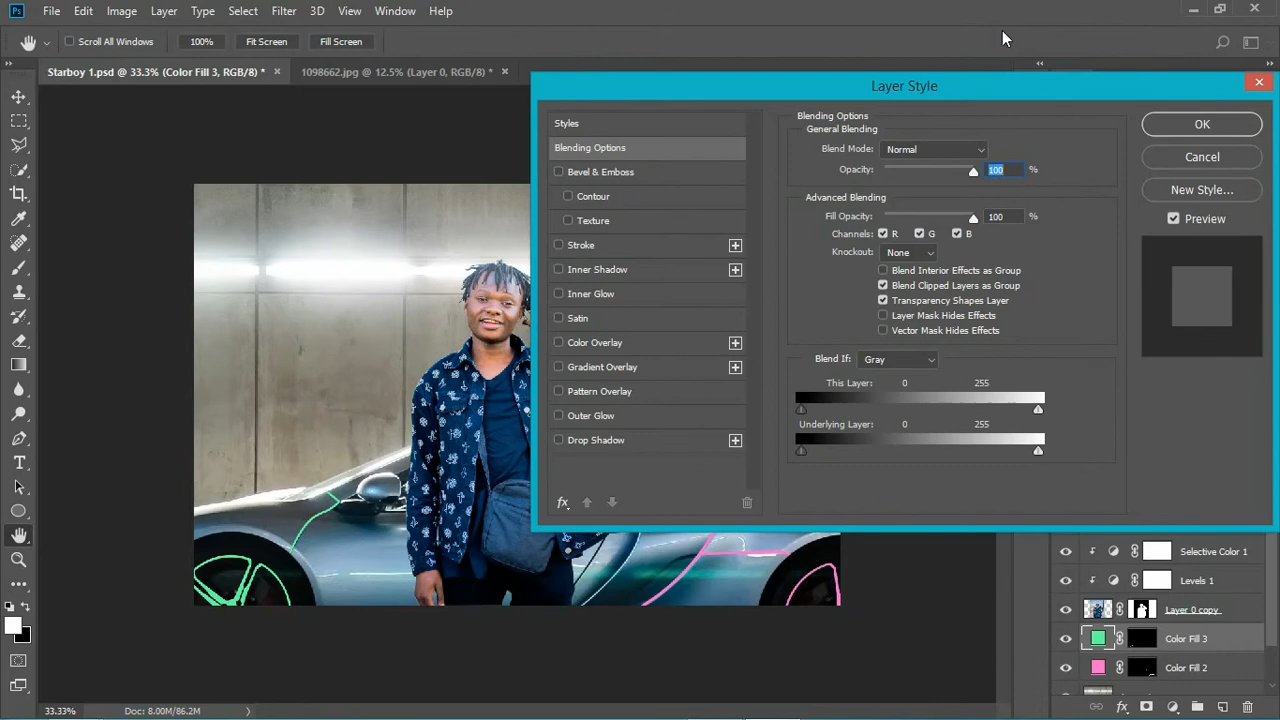 Ps File Edit Image Layer Type Select Filter 3D View Window Help
Scroll All Windows 100% Fit Screen Fill Screen
Starboy 1.psd @ 33.3% (Color Fill 3, RGB/8) * × 1098662.jpg @ 12.5% (Layer 0, RGB/8) * ×
Layer Style
Styles
Blending Options
Bevel & Emboss
Contour
Texture
Stroke
Inner Shadow
Inner Glow
Satin
Color Overlay
Gradient Overlay
Pattern Overlay
Outer Glow
Drop Shadow
fx
Blending Options
General Blending
Blend Mode: Normal
Opacity: 100 %
Advanced Blending
Fill Opacity: 100 %
Channels: R G B
Knockout: None
Blend Interior Effects as Group
Blend Clipped Layers as Group
Transparency Shapes Layer
Layer Mask Hides Effects
Vector Mask Hides Effects
Blend If: Gray
This Layer: 0 255
Underlying Layer: 0 255
OK
Cancel
New Style...
Preview
Selective Color 1
Levels 1
Layer 0 copy
Color Fill 3
Color Fill 2
fx
33.33% Doc: 8.00M/86.2M